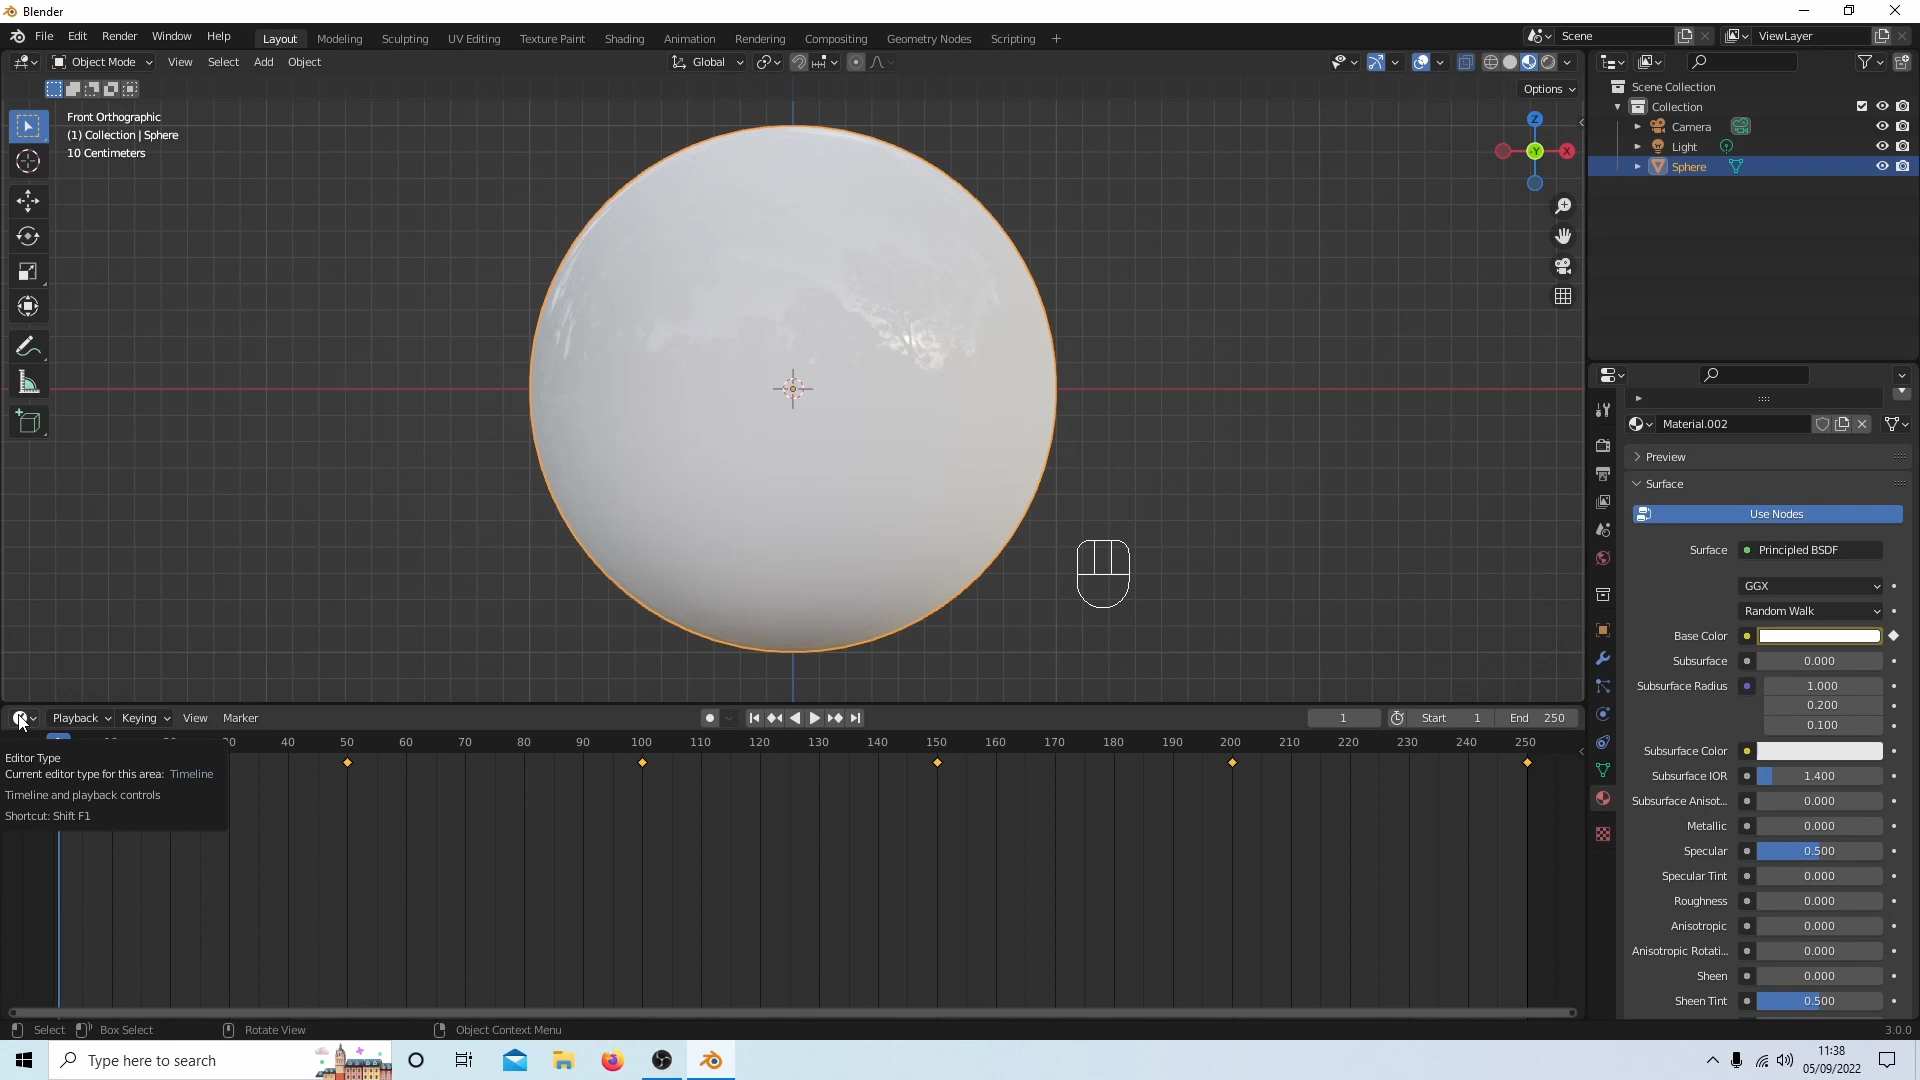 Blender
File Edit Render Window Help Layout Modeling Sculpting UV Editing Texture Paint Shading Animation Rendering Compositing Geometry Nodes Scripting + Scene ViewLayer
Object Mode View Select Add Object Global
Options
Front Orthographic
(1) Collection | Sphere
10 Centimeters
Z
-Y
X
Scene Collection
Collection
Camera
Light
Sphere
Material.002
Preview
Surface
Use Nodes
Surface Principled BSDF
GGX
Random Walk
Base Color
Subsurface 0.000
Subsurface Radius 1.000
0.200
0.100
Subsurface Color
Subsurface IOR 1.400
Subsurface Anisot... 0.000
Metallic 0.000
Specular 0.500
Specular Tint 0.000
Roughness 0.000
Anisotropic 0.000
Anisotropic Rotati... 0.000
Sheen 0.000
Sheen Tint 0.500
Playback Keying View Marker 1 Start 1 End 250
40 50 60 70 80 90 100 110 120 130 140 150 160 170 180 190 200 210 220 230 240 250
Editor Type
Current editor type for this area: Timeline
Timeline and playback controls
Shortcut: Shift F1
Select Box Select Rotate View Object Context Menu 3.0.0
Type here to search
11:38
05/09/2022